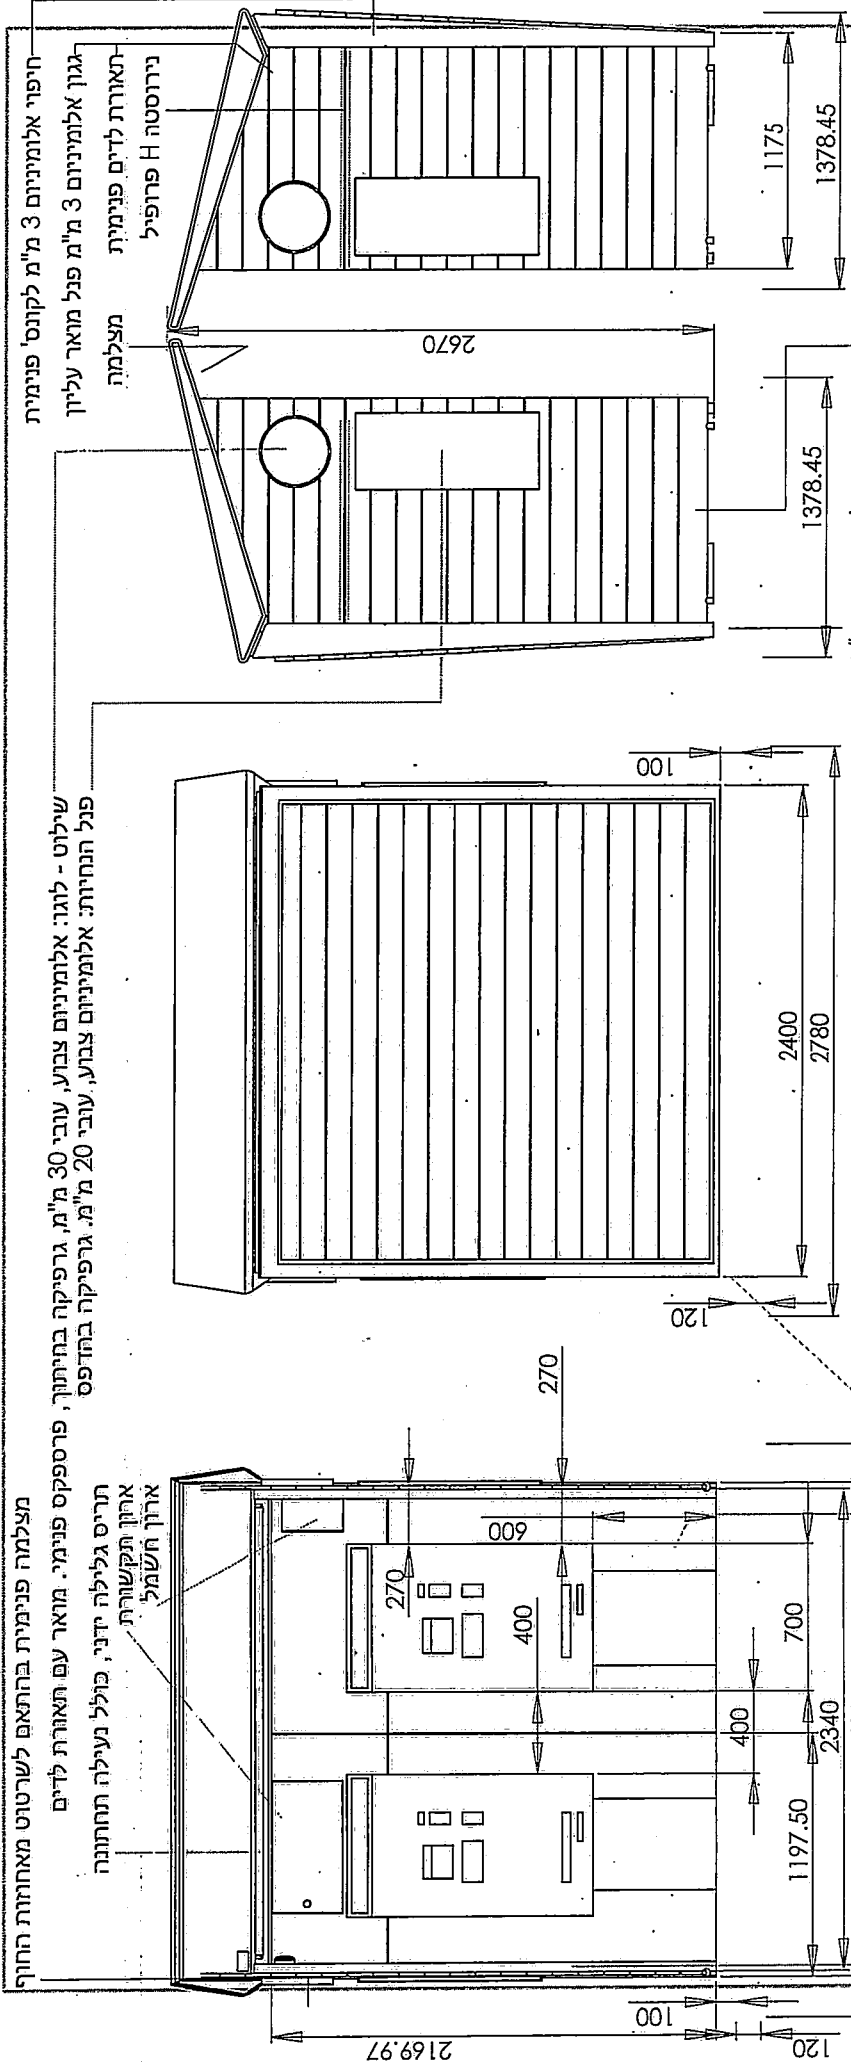 מצלמה פנימית בהתאם לשרטוט מאחוזות החוף
שילוט - לוגו: אלומיניום צבוע, עובי 30 מ"מ, גרפיקה בחיתוך, פרספקס פנימי. מואר עם תאורת לדים
פנל הנחיות: אלומיניום צבוע, עובי 20 מ"מ. גרפיקה בהדפס
תריס גלילה ידני, כולל נעילה תחתונה
ארון תקשורת
ארון חשמל
חיפוי אלומיניום 3 מ"מ לקונס' פנימית
גגון אלומיניום 3 מ"מ פנל מואר עליון
תאורת לדים פנימית
נירוסטה H פרופיל
מצלמה
2169.97
100
120
270
270
400
600
400
700
1197.50
2340
120
100
2400
2780
2670
1378.45
1175
1378.45